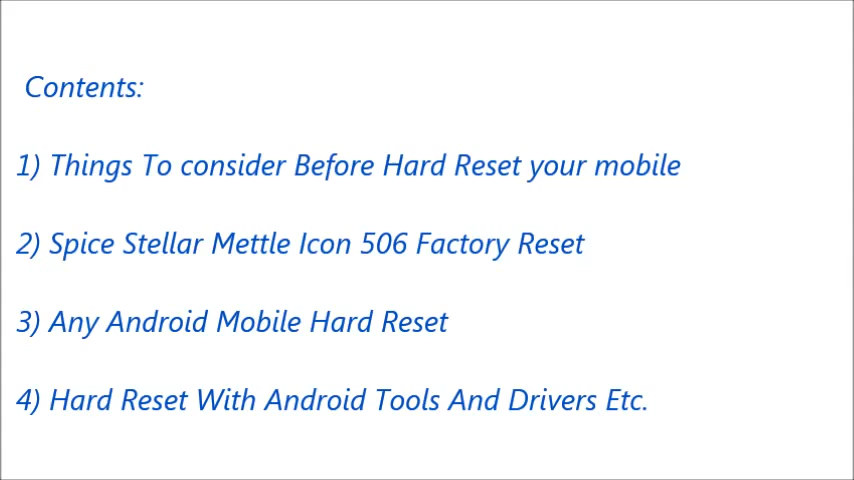 Contents:
1) Things To consider Before Hard Reset your mobile
2) Spice Stellar Mettle Icon 506 Factory Reset
3) Any Android Mobile Hard Reset
4) Hard Reset With Android Tools And Drivers Etc.